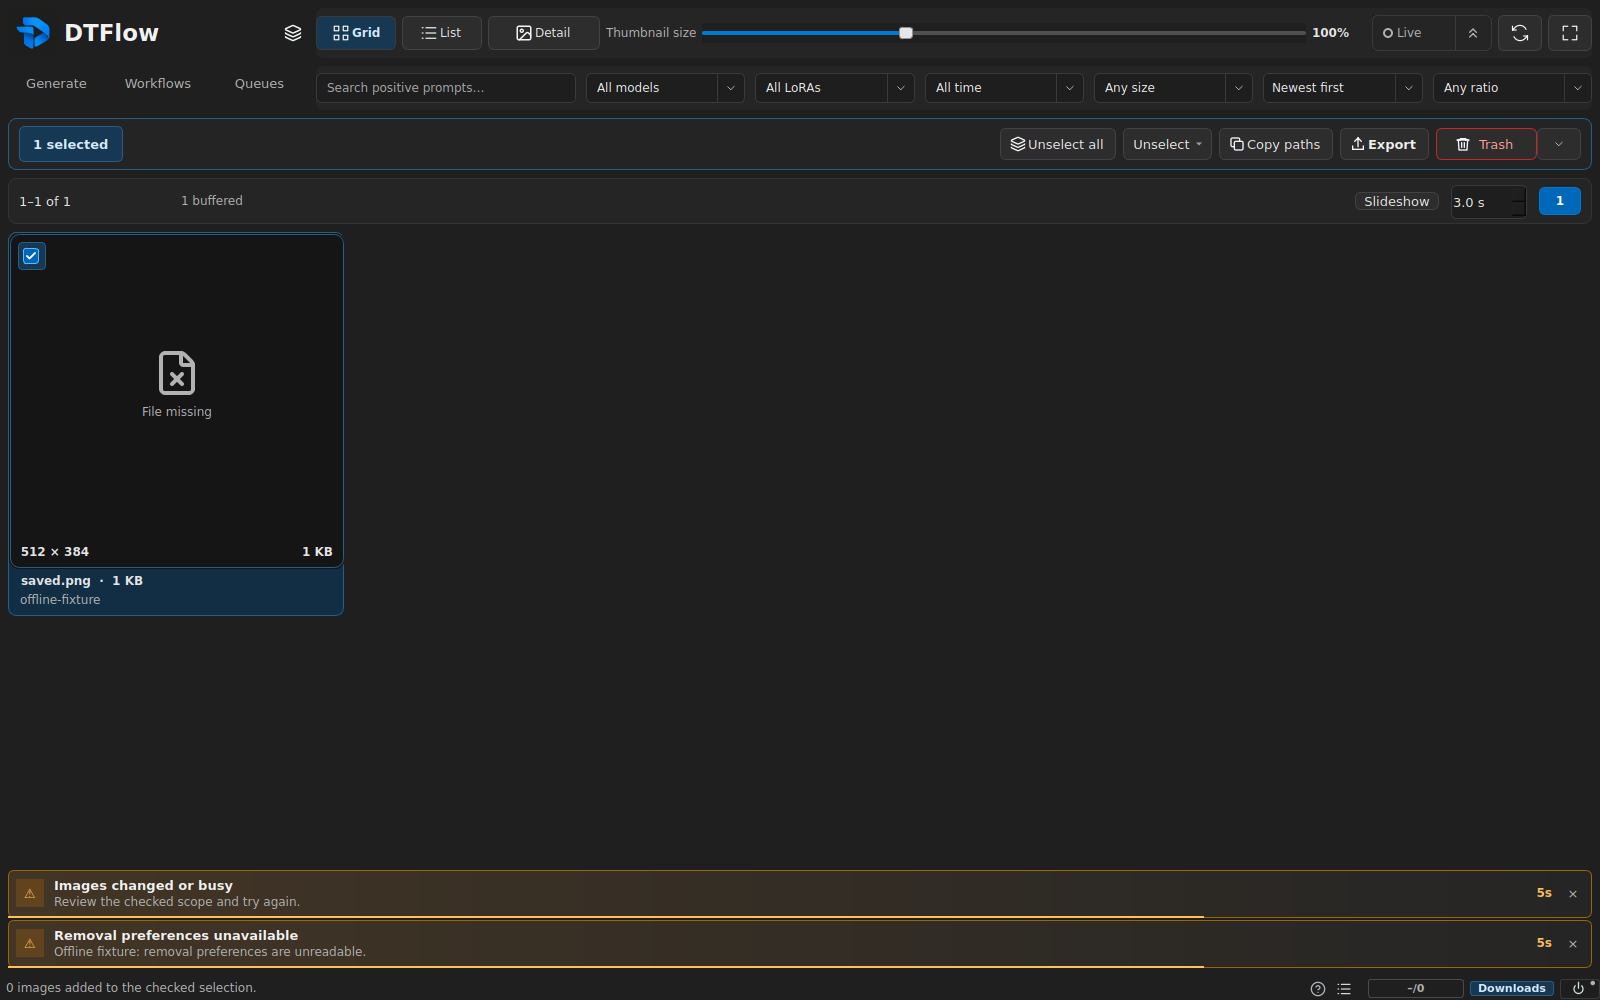 DTFlow
Grid
List
Detail
Thumbnail size
100%
Live
Generate
Workflows
Queues
Search positive prompts...
All models
All LoRAs
All time
Any size
Newest first
Any ratio
1 selected
Unselect all
Unselect
Copy paths
Export
Trash
1–1 of 1
1 buffered
Slideshow
3.0 s
1
File missing
512 × 384
1 KB
saved.png · 1 KB
offline-fixture
Images changed or busy
Review the checked scope and try again.
5s
Removal preferences unavailable
Offline fixture: removal preferences are unreadable.
5s
0 images added to the checked selection.
–/0
Downloads